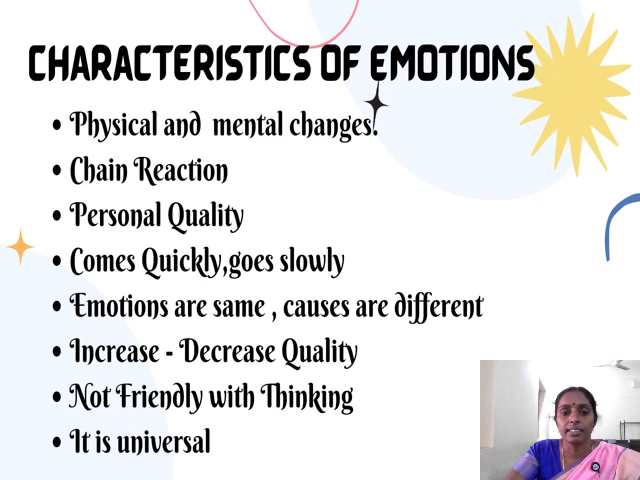 CHARACTERISTICS OF EMOTIONS
• Physical and mental changes.
• Chain Reaction
• Personal Quality
• Comes Quickly,goes slowly
• Emotions are same , causes are different
• Increase - Decrease Quality
• Not Friendly with Thinking
• It is universal